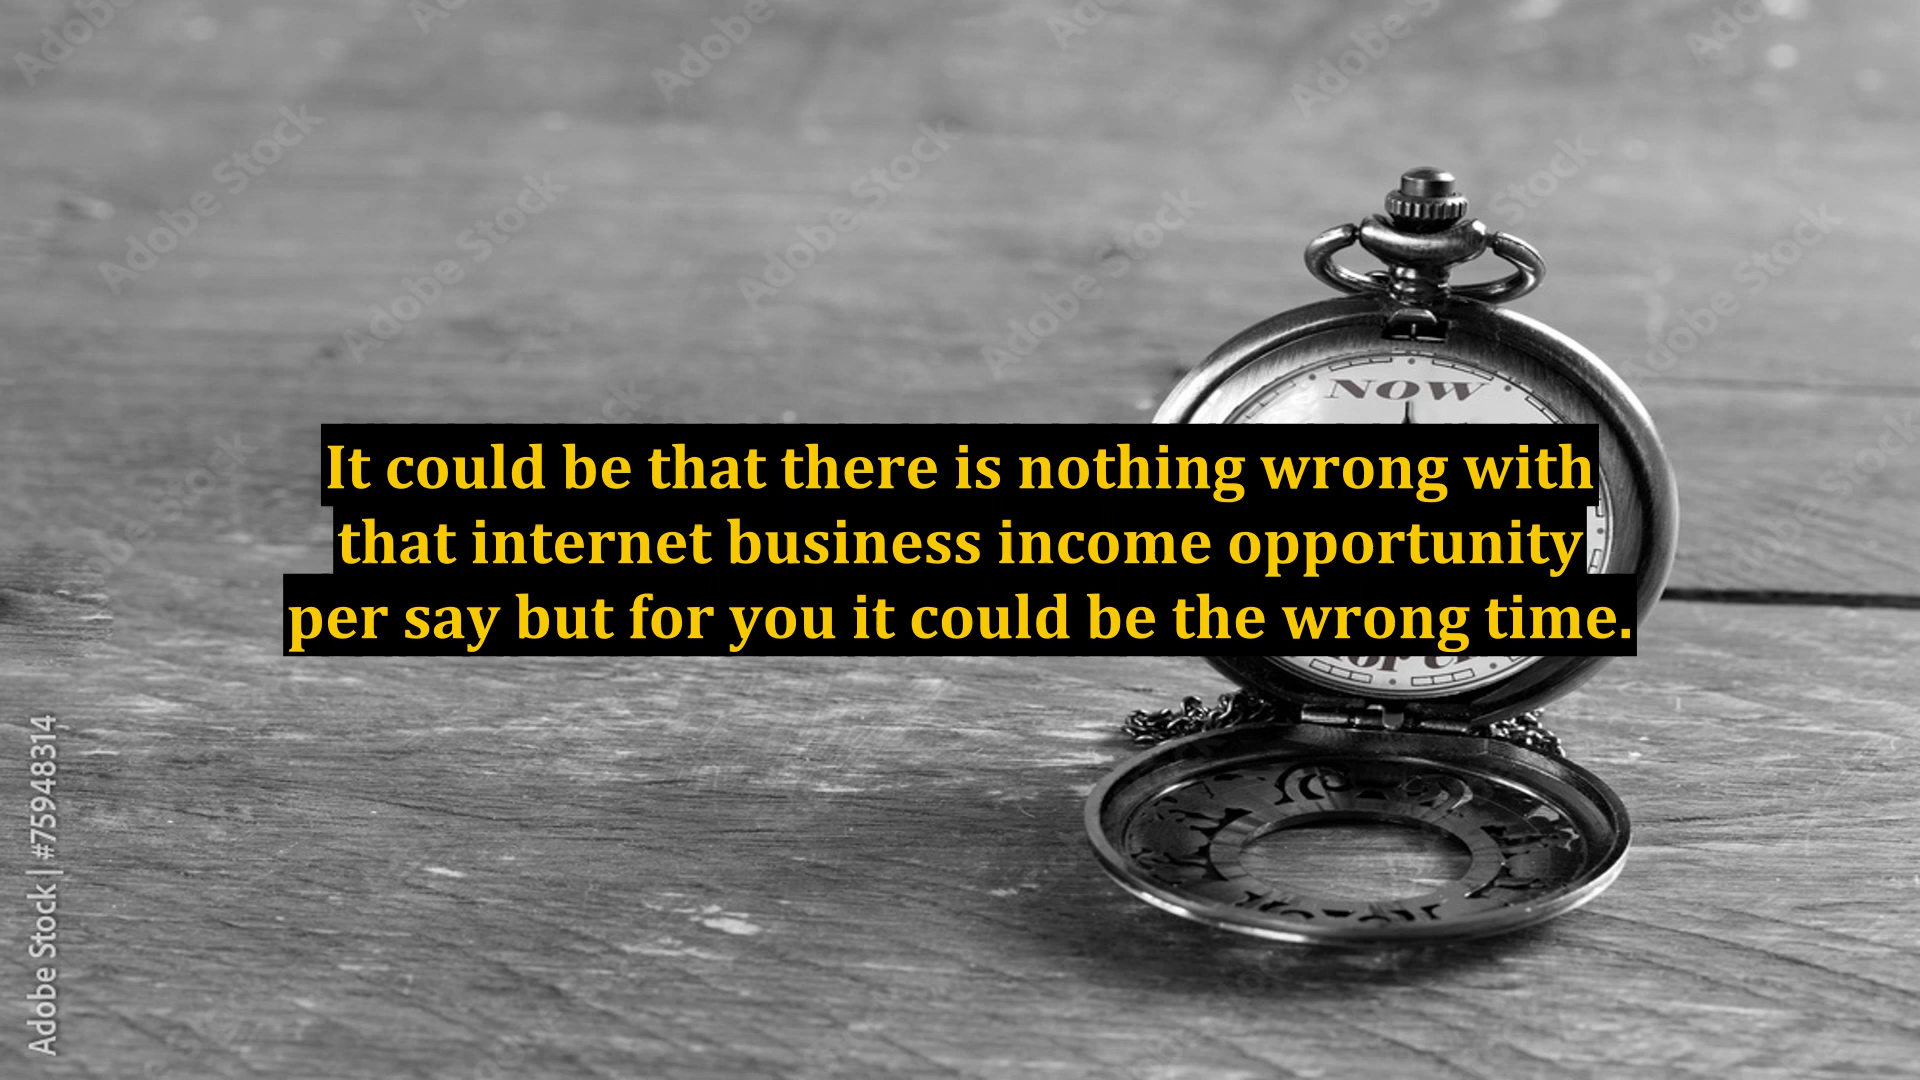 NOW
It could be that there is nothing wrong with
that internet business income opportunity
per say but for you it could be the wrong time.
Adobe Stock | #759483114